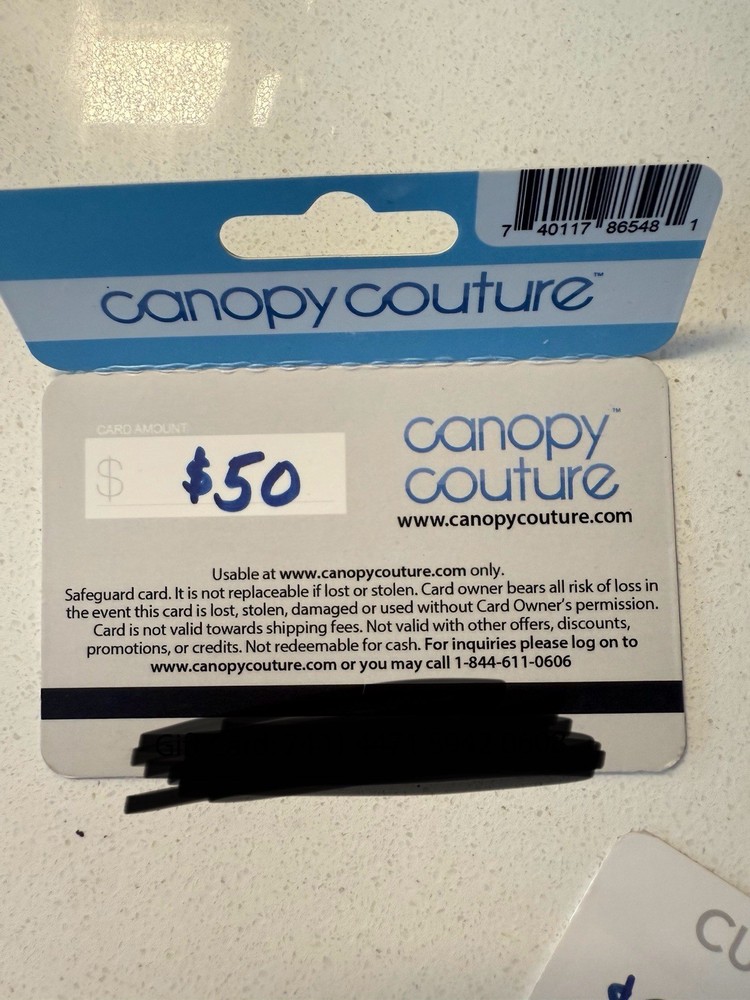 7 40117 86548 1
canopy couture™
CARD AMOUNT:
$ $50
canopy™
couture
www.canopycouture.com
Usable at www.canopycouture.com only.
Safeguard card. It is not replaceable if lost or stolen. Card owner bears all risk of loss in
the event this card is lost, stolen, damaged or used without Card Owner's permission.
Card is not valid towards shipping fees. Not valid with other offers, discounts,
promotions, or credits. Not redeemable for cash. For inquiries please log on to
www.canopycouture.com or you may call 1-844-611-0606
CU